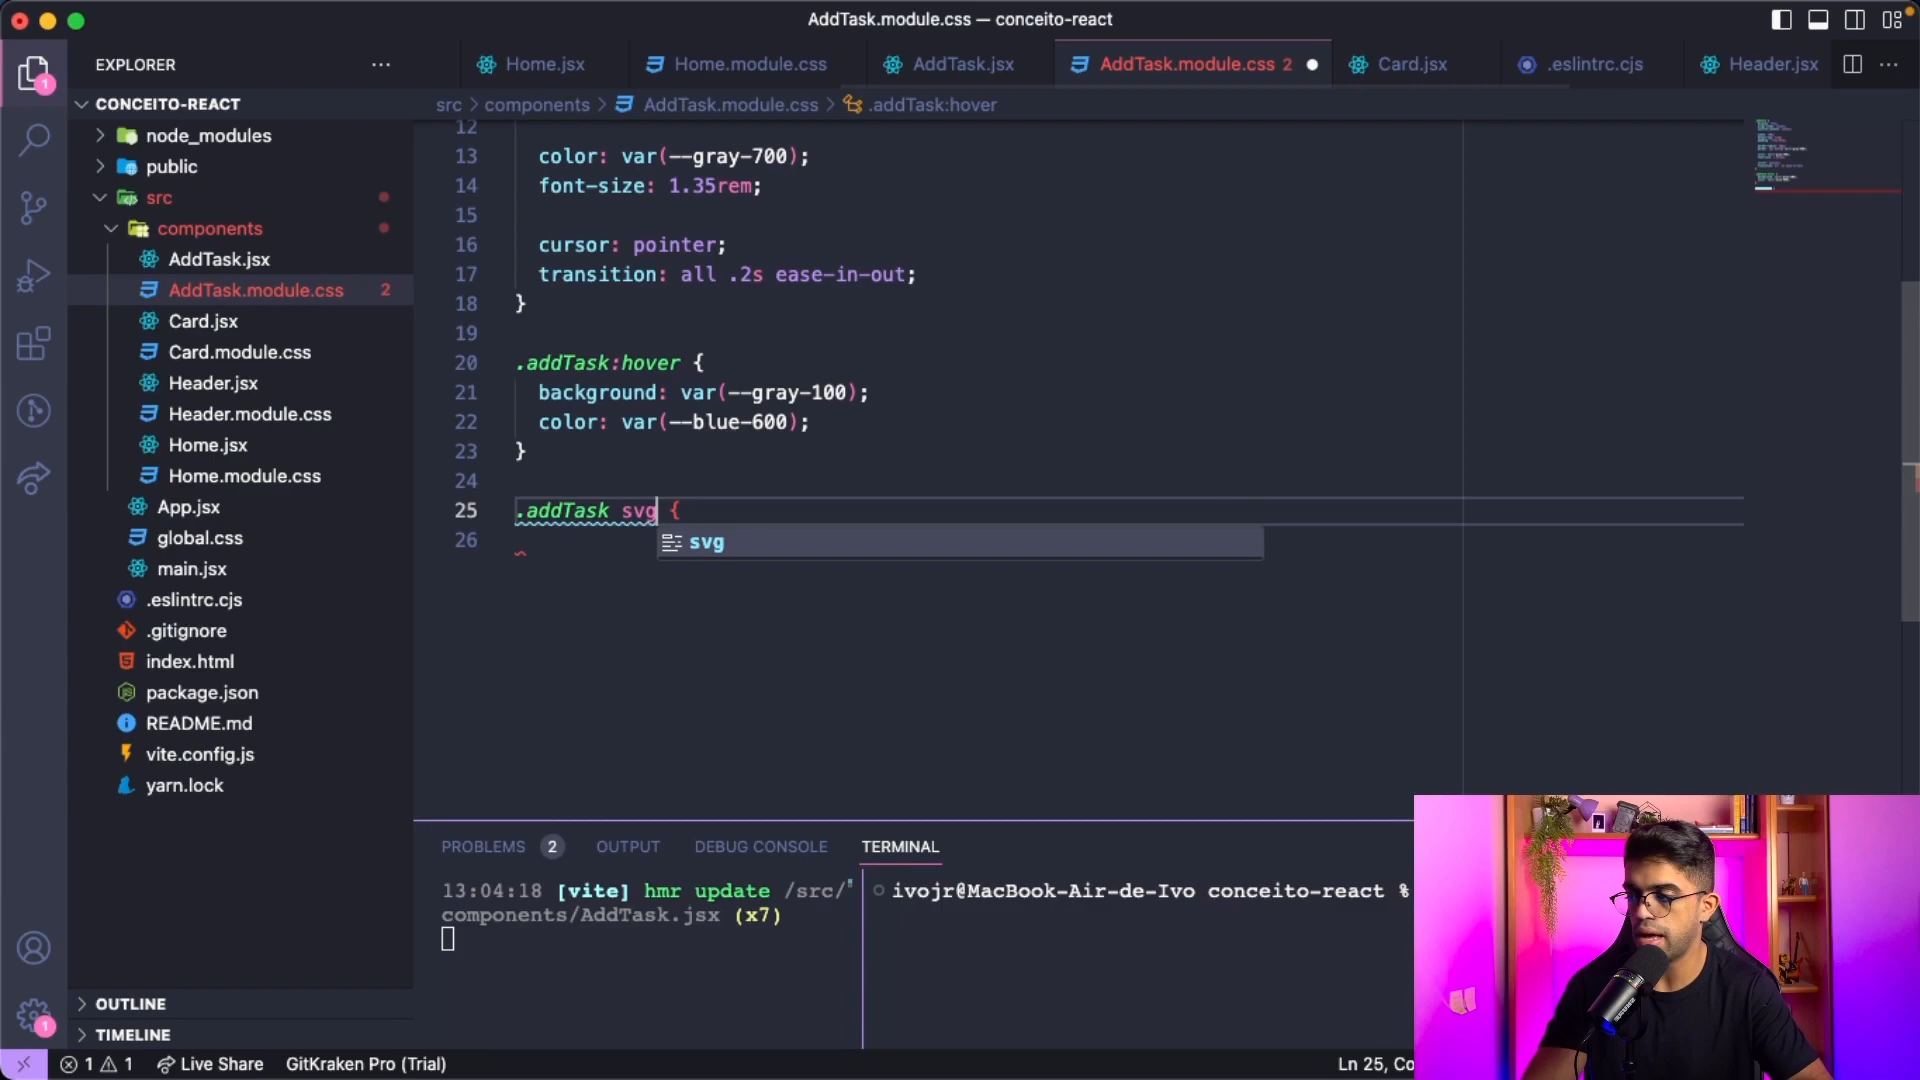 AddTask.module.css — conceito-react
EXPLORER
Home.jsx
Home.module.css
AddTask.jsx
AddTask.module.css 2
Card.jsx
.eslintrc.cjs
Header.jsx
CONCEITO-REACT
src > components > AddTask.module.css > .addTask:hover
node_modules
public
src
components
AddTask.jsx
AddTask.module.css 2
Card.jsx
Card.module.css
Header.jsx
Header.module.css
Home.jsx
Home.module.css
App.jsx
global.css
main.jsx
.eslintrc.cjs
.gitignore
index.html
package.json
README.md
vite.config.js
yarn.lock
OUTLINE
TIMELINE
12
13 color: var(--gray-700);
14 font-size: 1.35rem;
15
16 cursor: pointer;
17 transition: all .2s ease-in-out;
18 }
19
20 .addTask:hover {
21 background: var(--gray-100);
22 color: var(--blue-600);
23 }
24
25 .addTask svg {
26
svg
PROBLEMS 2
OUTPUT
DEBUG CONSOLE
TERMINAL
13:04:18 [vite] hmr update /src/
components/AddTask.jsx (x7)
ivojr@MacBook-Air-de-Ivo conceito-react %
1
1
1 1
Live Share
GitKraken Pro (Trial)
Ln 25, Co